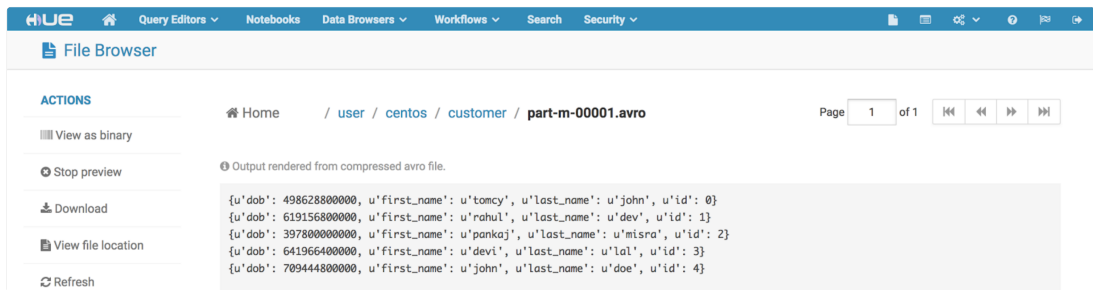 HUE Query Editors Notebooks Data Browsers Workflows Search Security
File Browser
ACTIONS
View as binary
Stop preview
Download
View file location
Refresh
Home / user / centos / customer / part-m-00001.avro
Page 1 of 1
Output rendered from compressed avro file.
{u'dob': 498628800000, u'first_name': u'tomcy', u'last_name': u'john', u'id': 0}
{u'dob': 619156800000, u'first_name': u'rahul', u'last_name': u'dev', u'id': 1}
{u'dob': 397800000000, u'first_name': u'pankaj', u'last_name': u'misra', u'id': 2}
{u'dob': 641966400000, u'first_name': u'devi', u'last_name': u'lal', u'id': 3}
{u'dob': 709444800000, u'first_name': u'john', u'last_name': u'doe', u'id': 4}